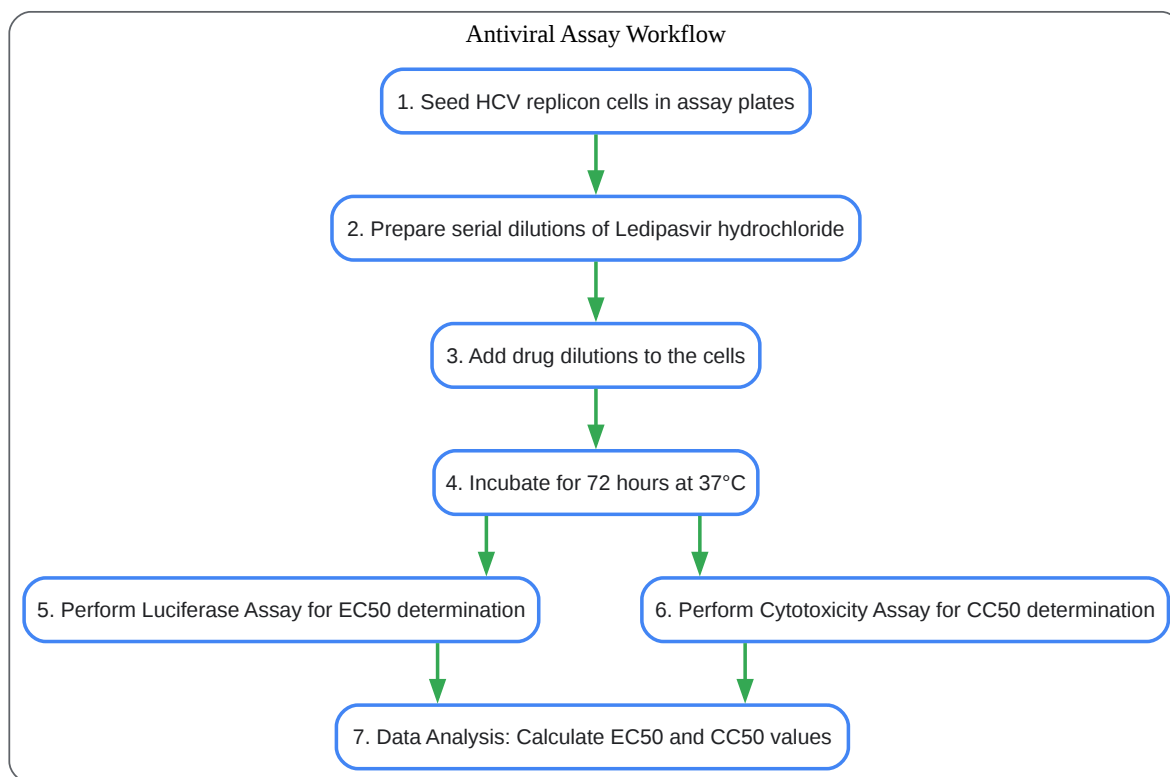 Antiviral Assay Workflow
1. Seed HCV replicon cells in assay plates
2. Prepare serial dilutions of Ledipasvir hydrochloride
3. Add drug dilutions to the cells
4. Incubate for 72 hours at 37°C
5. Perform Luciferase Assay for EC50 determination
6. Perform Cytotoxicity Assay for CC50 determination
7. Data Analysis: Calculate EC50 and CC50 values